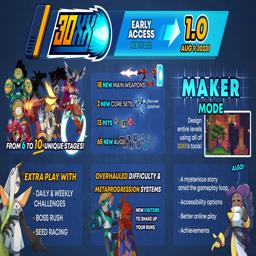 30XX
EARLY ACCESS
FEB 17 2021
1.0
AUG 9 2023!
18 NEW MAIN WEAPONS
2 NEW CORE SETS
13 PETS
65 NEW AUGS
FROM 6 TO 10 UNIQUE STAGES!
MAKER
MODE
Design
entire levels
using all of
30XX's tools!
EXTRA PLAY WITH
- DAILY & WEEKLY
CHALLENGES
- BOSS RUSH
- SEED RACING
OVERHAULED DIFFICULTY &
METAPROGRESSION SYSTEMS
NEW VISITORS
TO SHAKE UP
YOUR RUNS
ALSO!
- A mysterious story
amid the gameplay loop
- Accessibility options
- Better online play
- Achievements